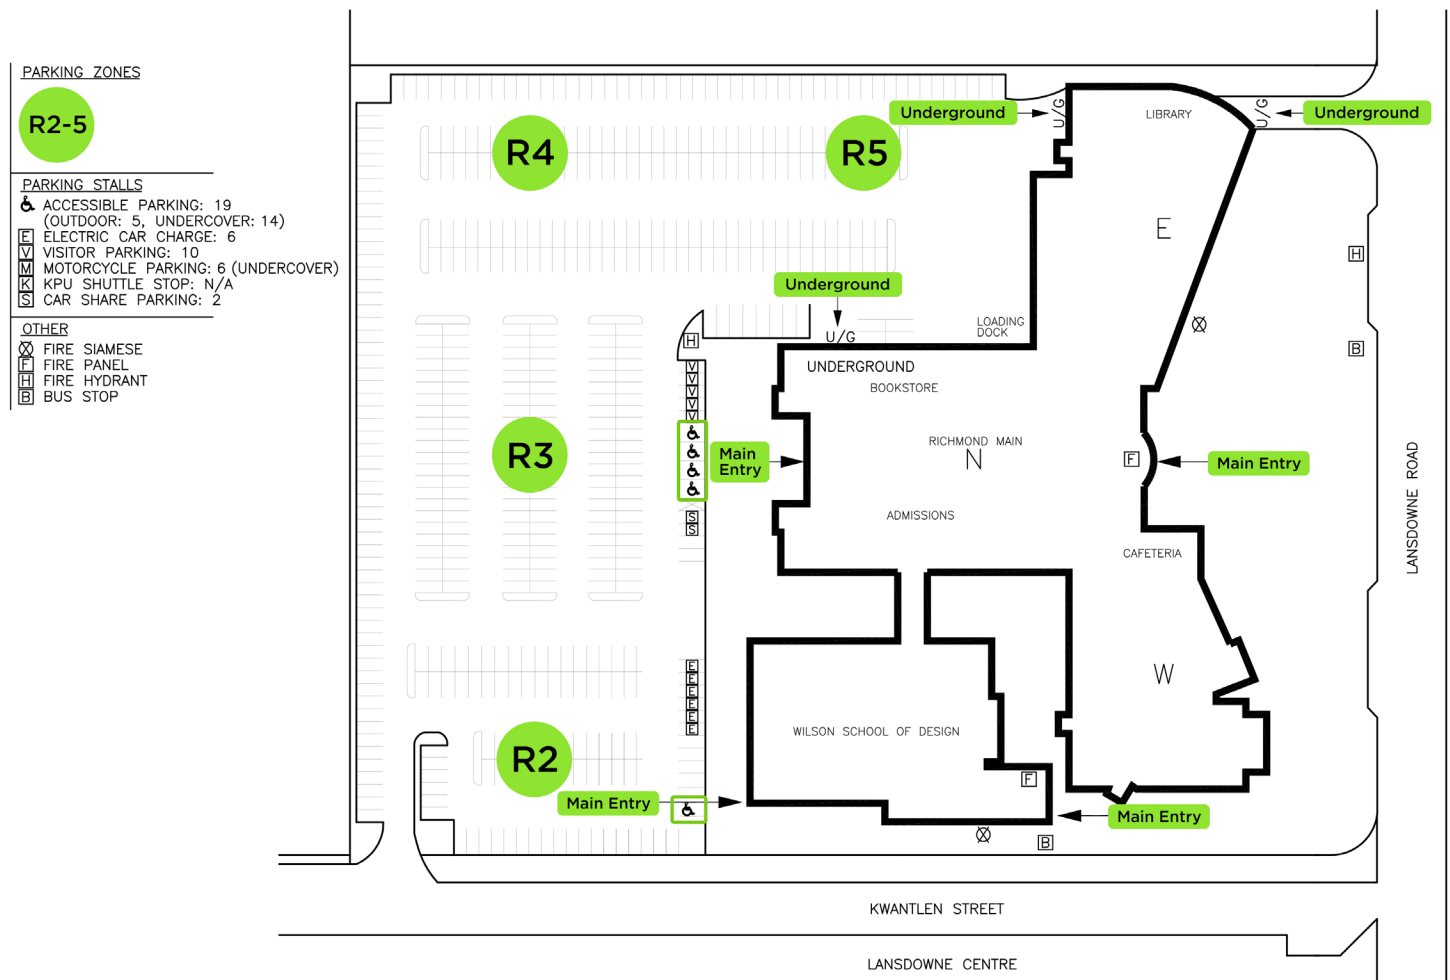 PARKING ZONES
R2-5
PARKING STALLS
ACCESSIBLE PARKING: 19
(OUTDOOR: 5, UNDERCOVER: 14)
E ELECTRIC CAR CHARGE: 6
V VISITOR PARKING: 10
M MOTORCYCLE PARKING: 6 (UNDERCOVER)
K KPU SHUTTLE STOP: N/A
S CAR SHARE PARKING: 2
OTHER
FIRE SIAMESE
F FIRE PANEL
H FIRE HYDRANT
B BUS STOP
R4
R5
Underground
U/G
LIBRARY
U/G
Underground
E
H
Underground
U/G
LOADING
DOCK
H
B
UNDERGROUND
BOOKSTORE
V
V
V
V
V
R3
Main
Entry
RICHMOND MAIN
N
F
Main Entry
S
S
ADMISSIONS
CAFETERIA
LANSDOWNE ROAD
E
E
E
E
E
E
W
R2
WILSON SCHOOL OF DESIGN
F
Main Entry
Main Entry
B
KWANTLEN STREET
LANSDOWNE CENTRE